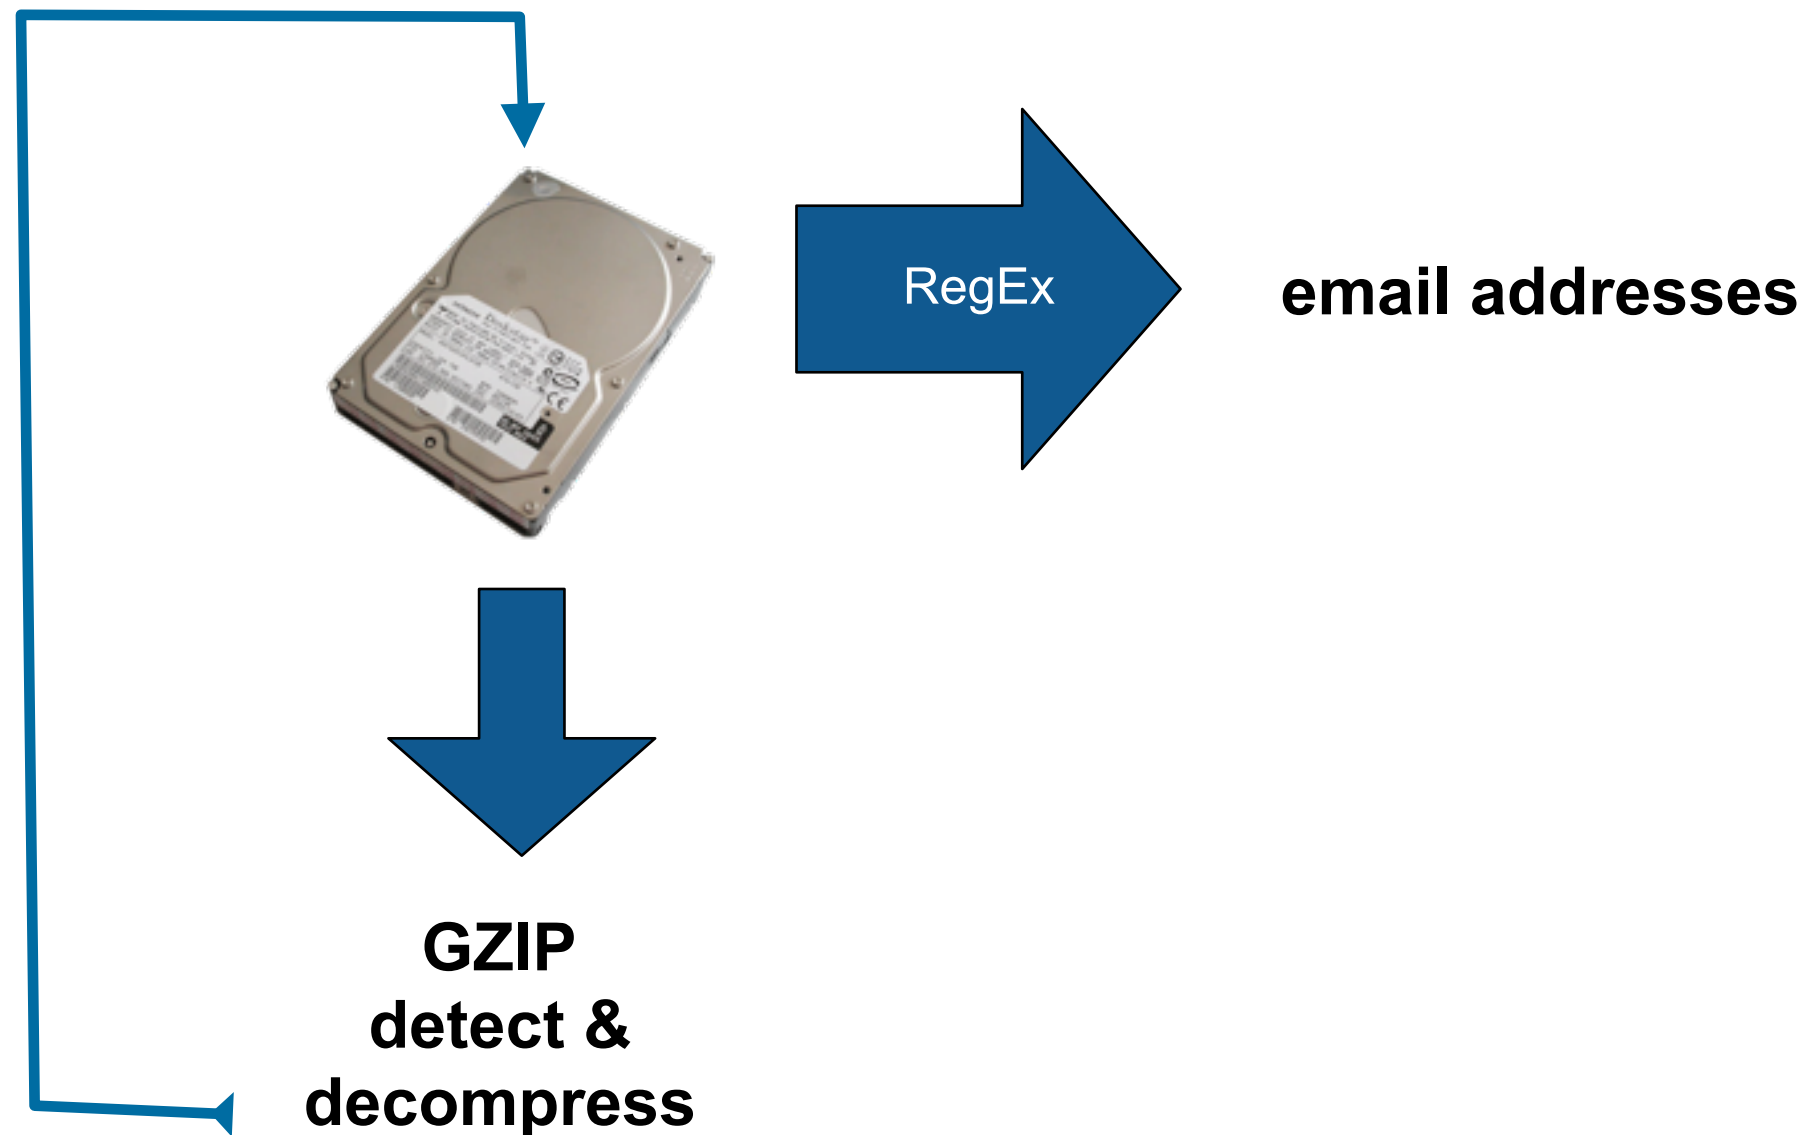 RegEx
email addresses
GZIP
detect &
decompress